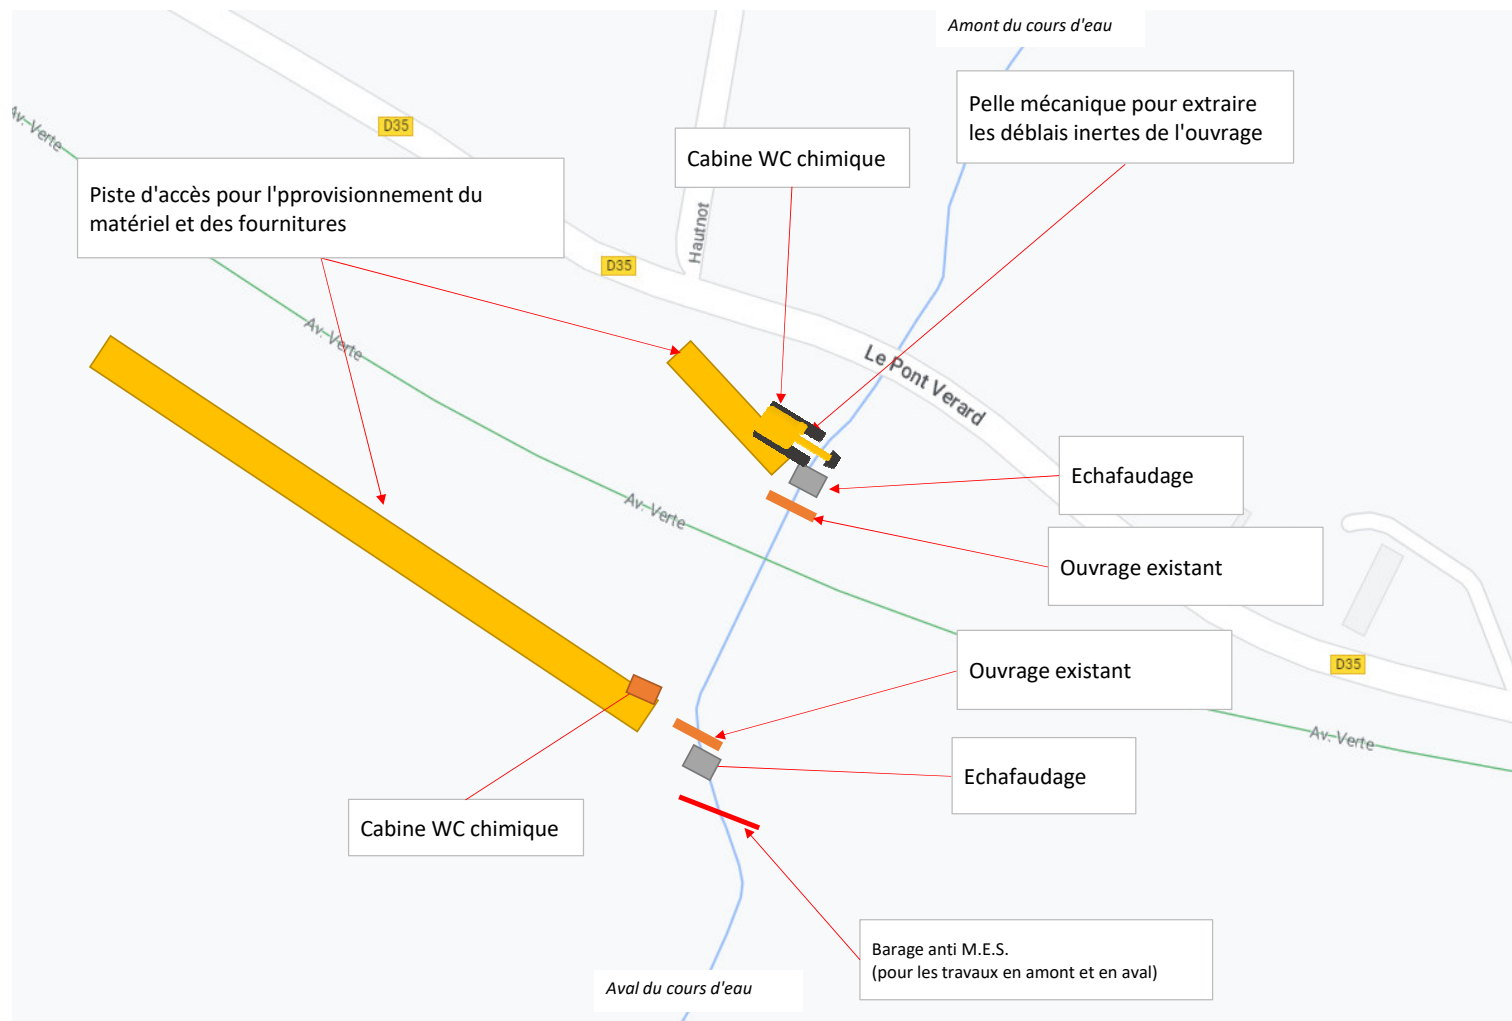 Amont du cours d'eau
Pelle mécanique pour extraire
les déblais inertes de l'ouvrage
Av. Verte
D35
Cabine WC chimique
Piste d'accès pour l'pprovisionnement du
matériel et des fournitures
Hautnot
D35
Av. Verte
Le Pont Verard
Echafaudage
Av. Verte
Ouvrage existant
Ouvrage existant
D35
Av. Verte
Echafaudage
Cabine WC chimique
Barage anti M.E.S.
(pour les travaux en amont et en aval)
Aval du cours d'eau